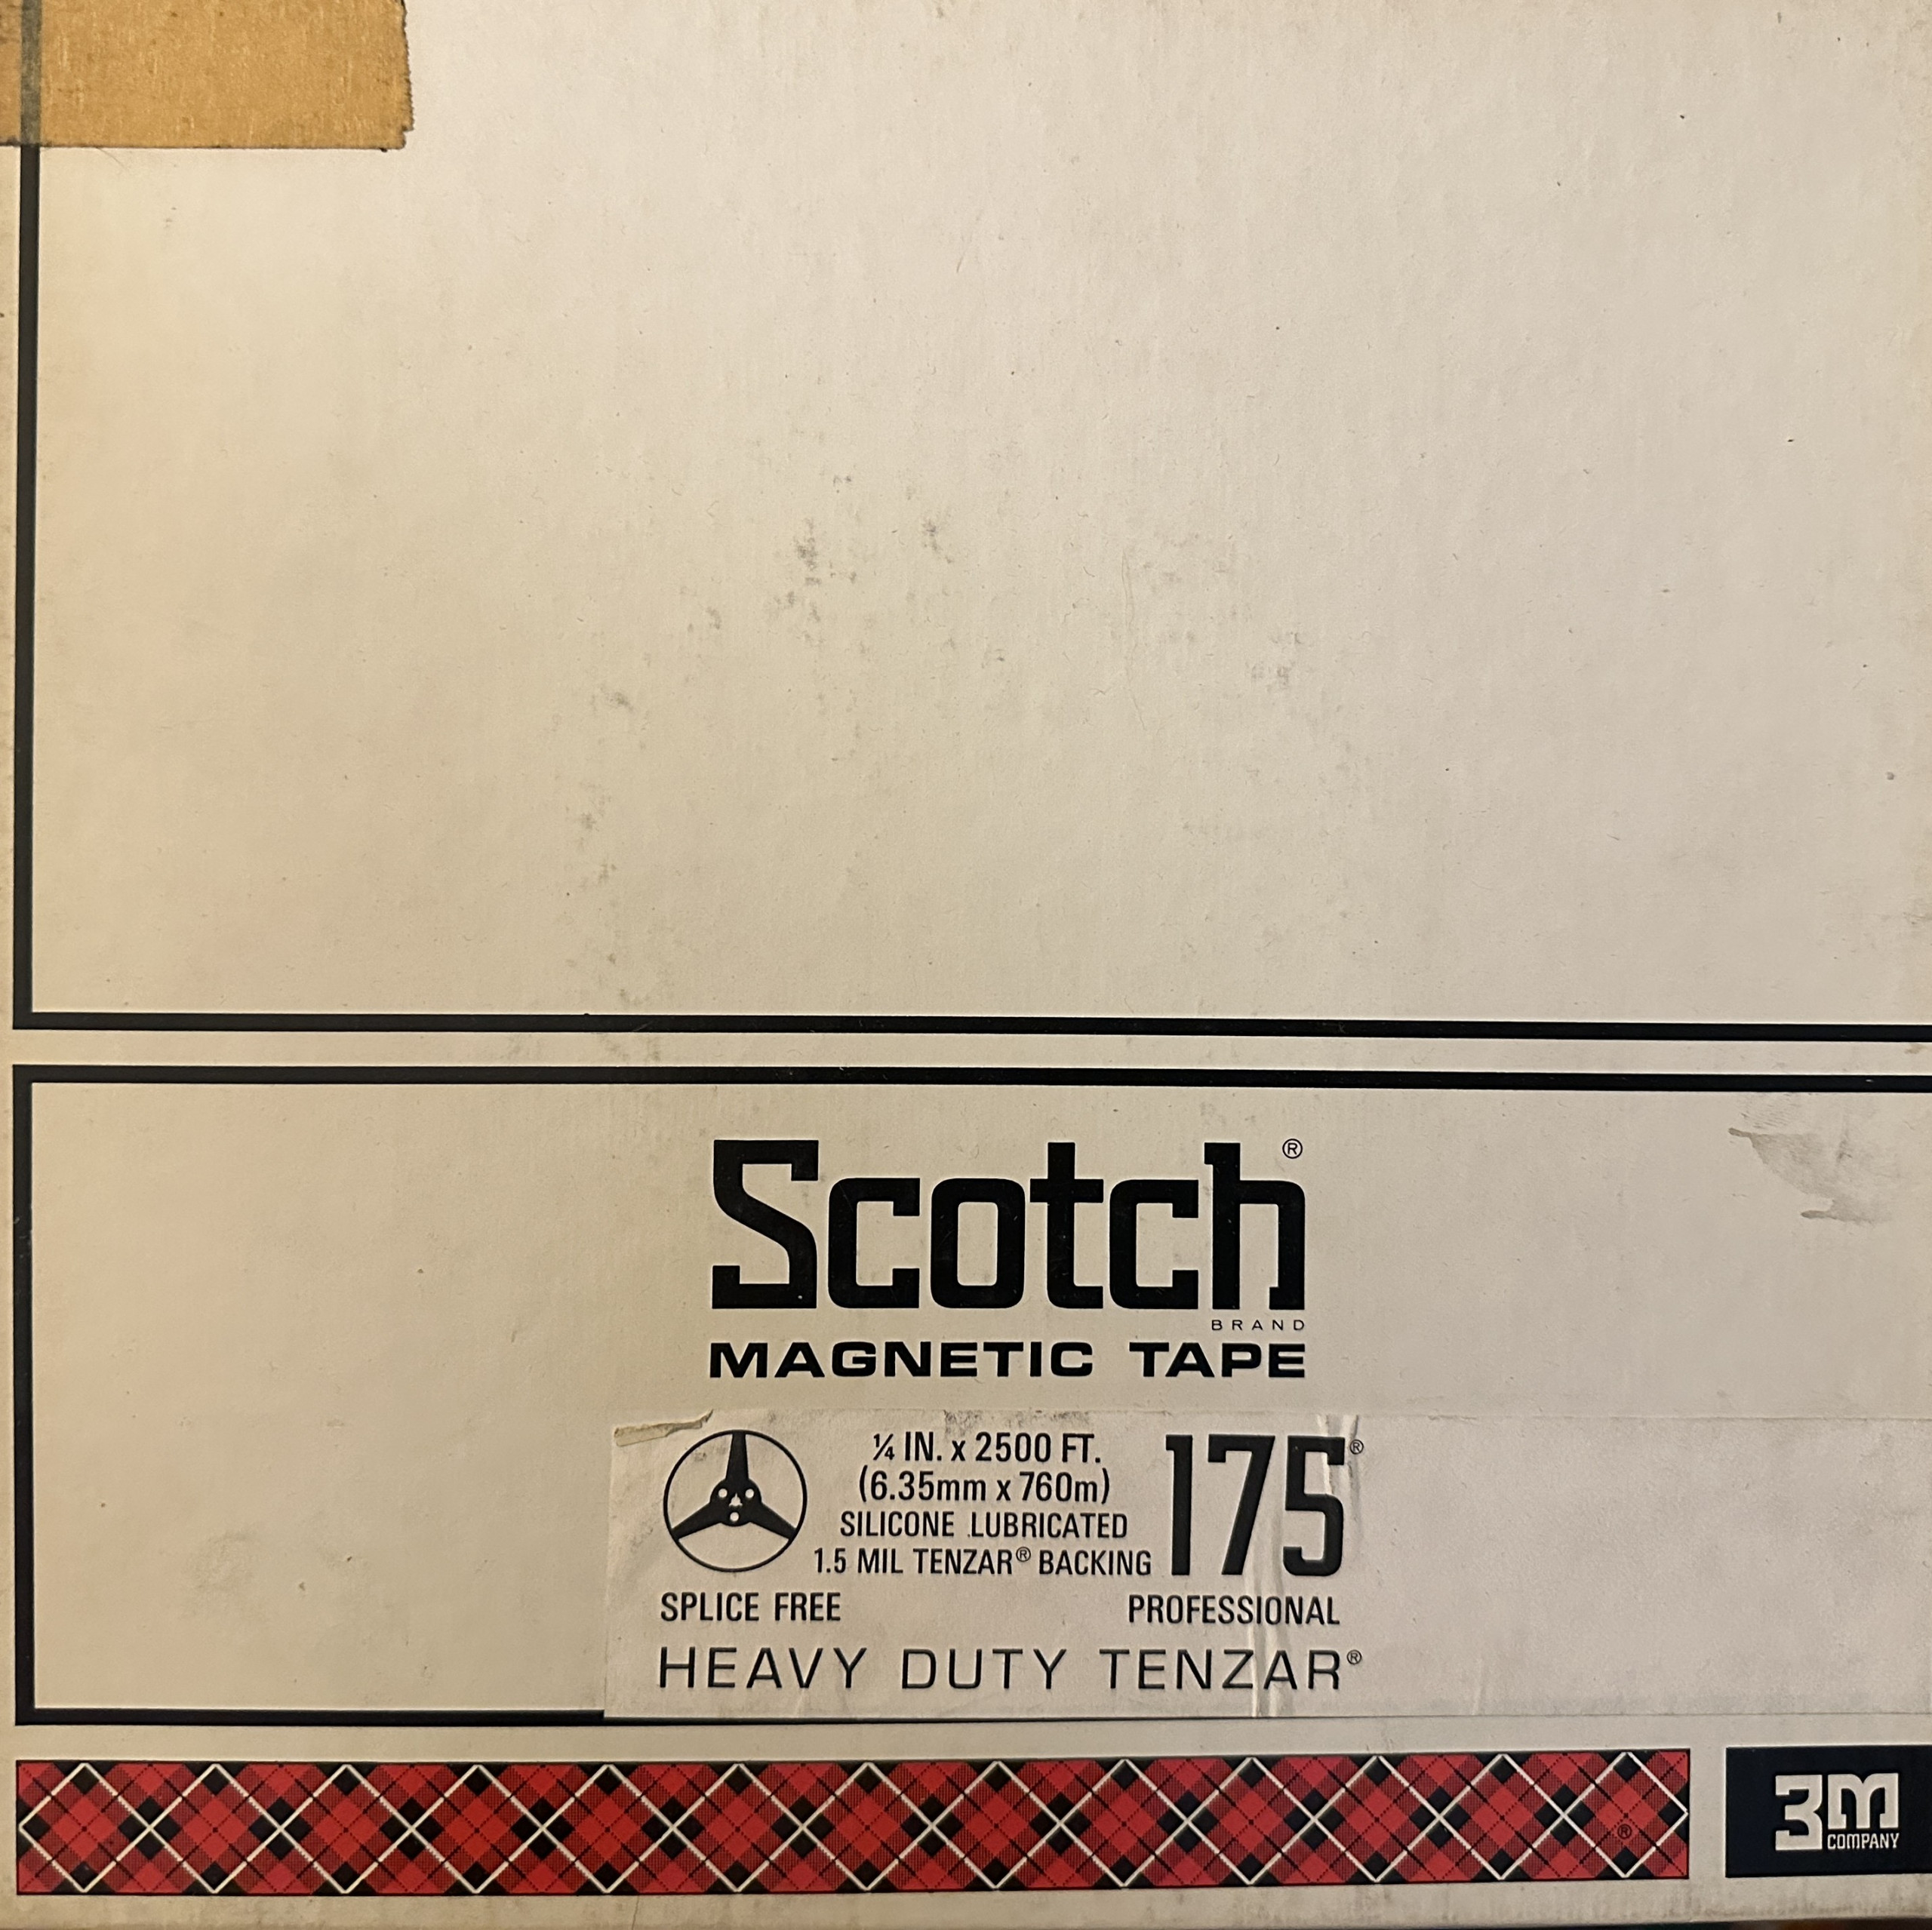 Scotch®
BRAND
MAGNETIC TAPE
¼ IN. x 2500 FT.
(6.35mm x 760m)
SILICONE LUBRICATED
1.5 MIL TENZAR® BACKING
175®
SPLICE FREE
PROFESSIONAL
HEAVY DUTY TENZAR®
®
3M
COMPANY